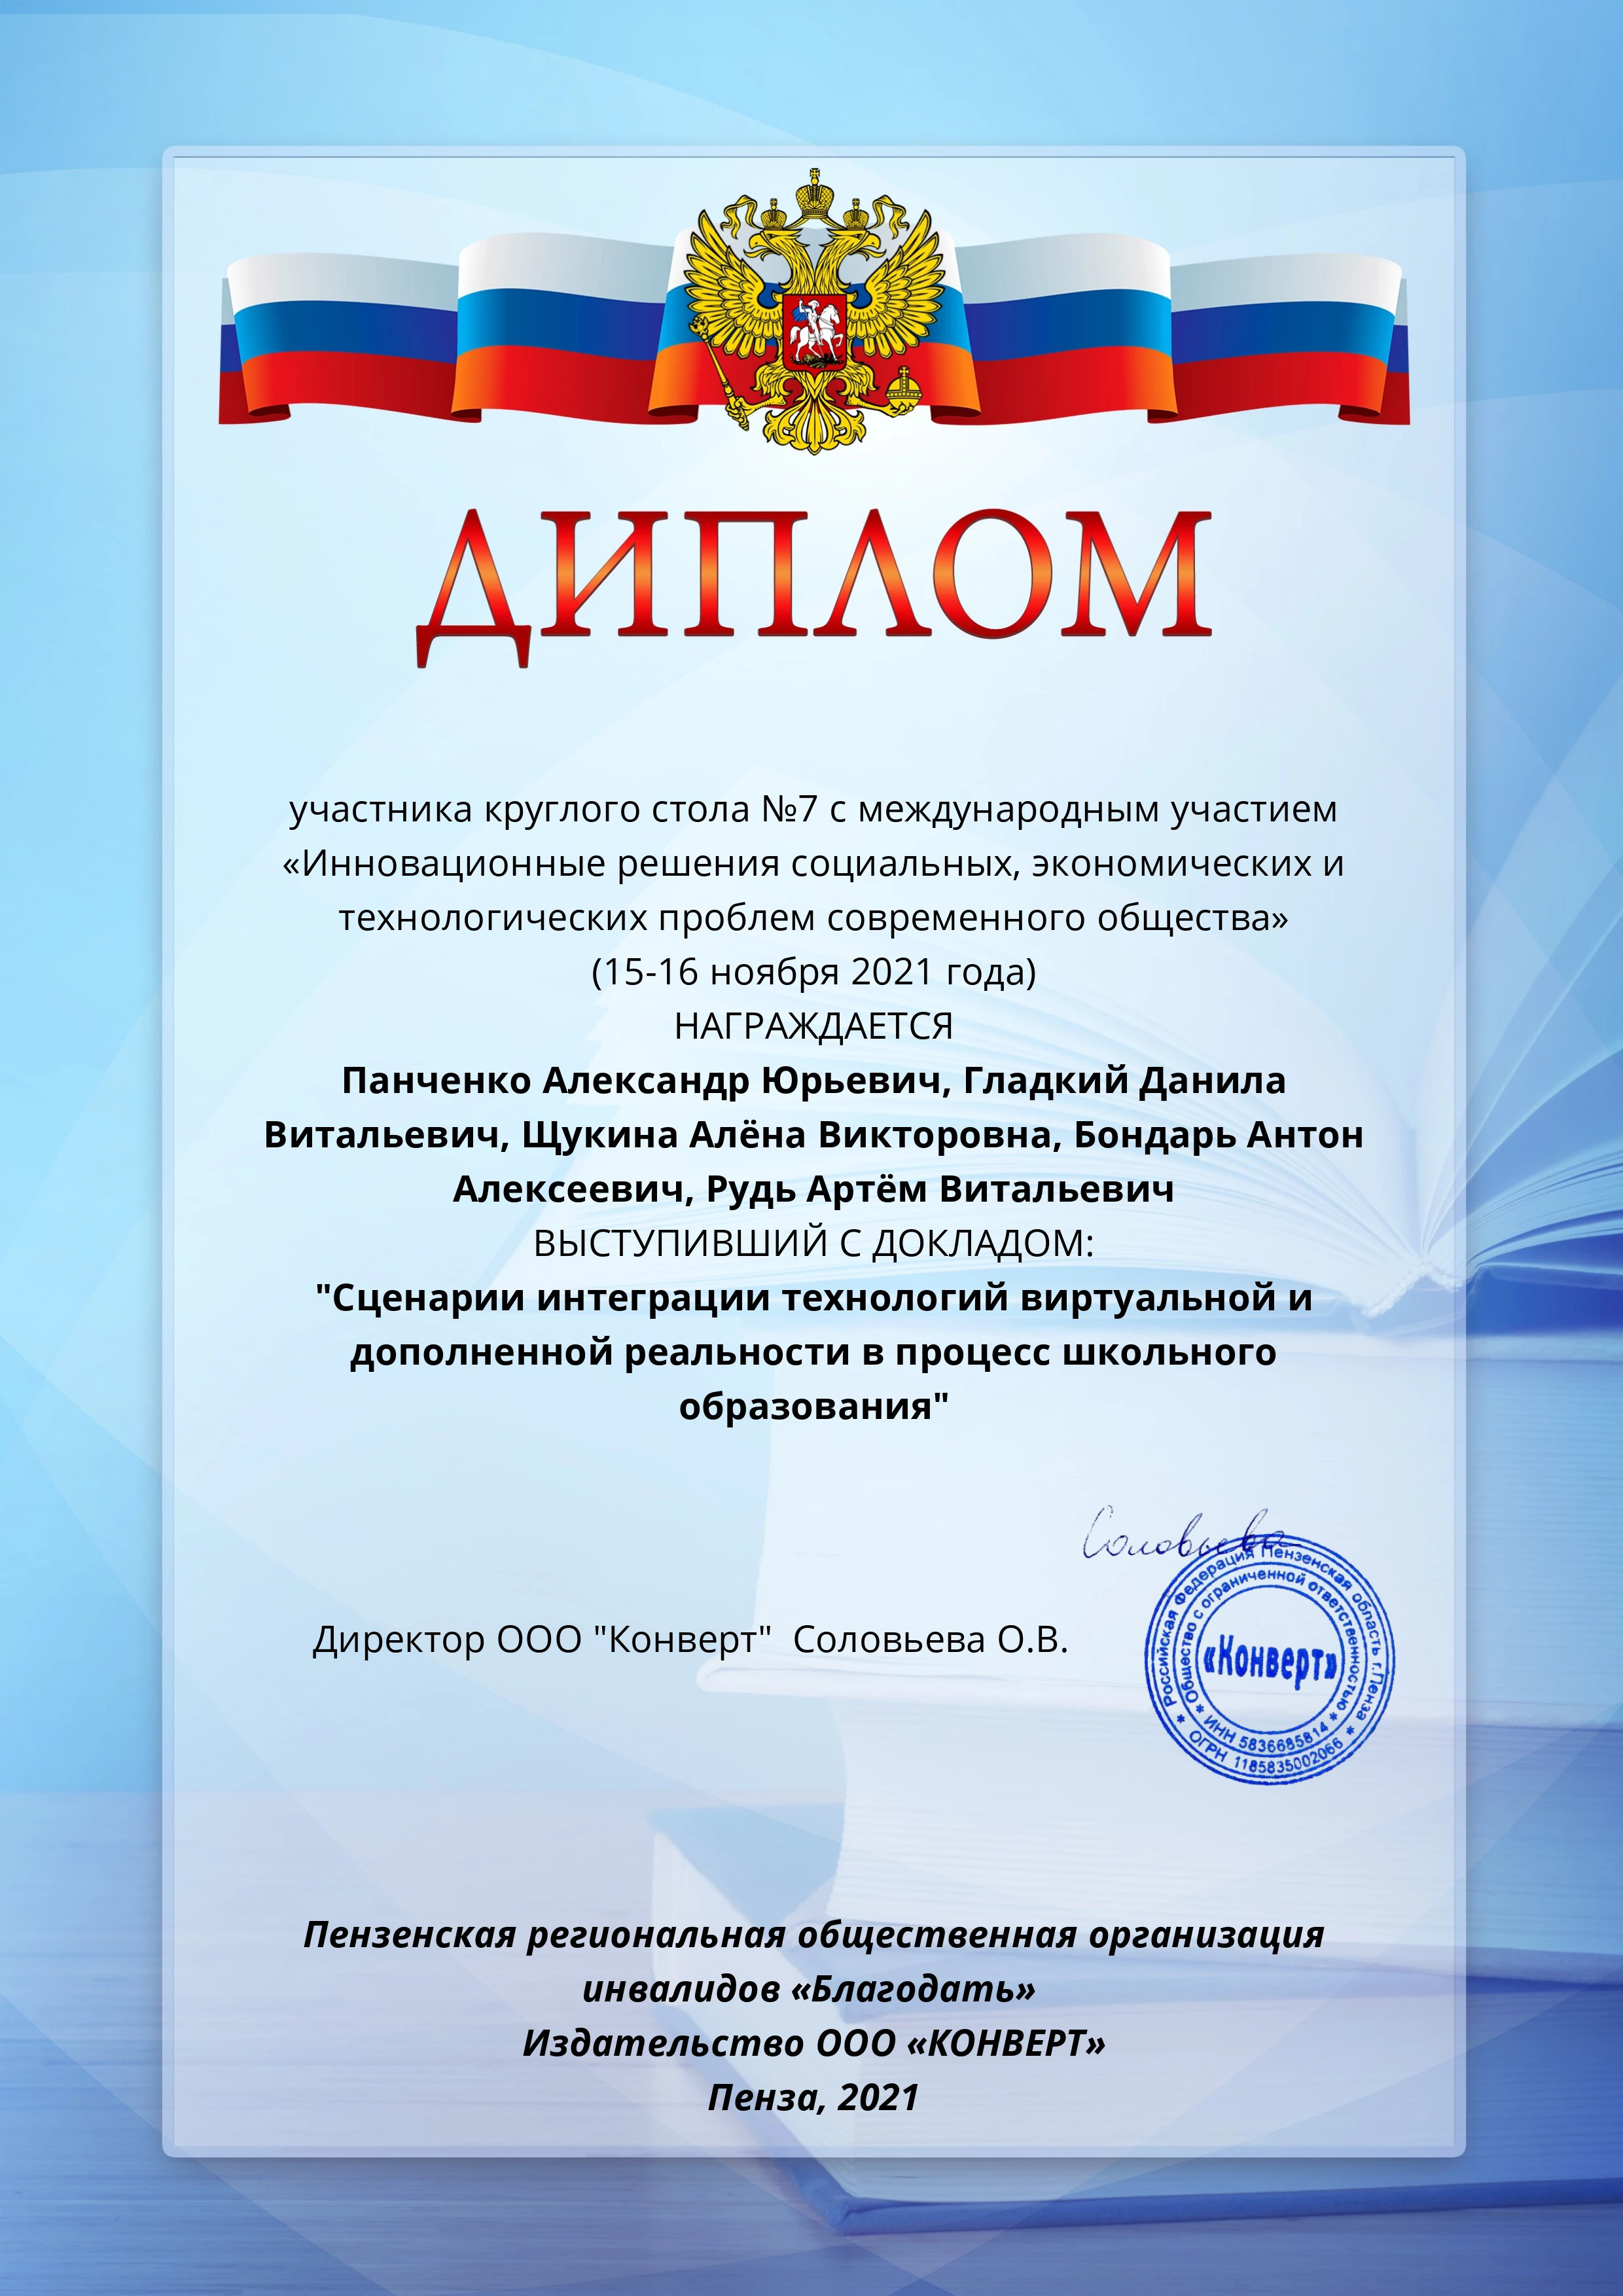 ДИПЛОМ
участника круглого стола №7 с международным участием
«Инновационные решения социальных, экономических и
технологических проблем современного общества»
(15-16 ноября 2021 года)
НАГРАЖДАЕТСЯ
Панченко Александр Юрьевич, Гладкий Данила
Витальевич, Щукина Алёна Викторовна, Бондарь Антон
Алексеевич, Рудь Артём Витальевич
ВЫСТУПИВШИЙ С ДОКЛАДОМ:
"Сценарии интеграции технологий виртуальной и
дополненной реальности в процесс школьного
образования"
Соловьева
Директор ООО "Конверт" Соловьева О.В.
Российская Федерация Пензенская область г.Пенза
Общество с ограниченной ответственностью
«Конверт»
* ИНН 5836685814 *
* ОГРН 1185835002066 *
Пензенская региональная общественная организация
инвалидов «Благодать»
Издательство ООО «КОНВЕРТ»
Пенза, 2021